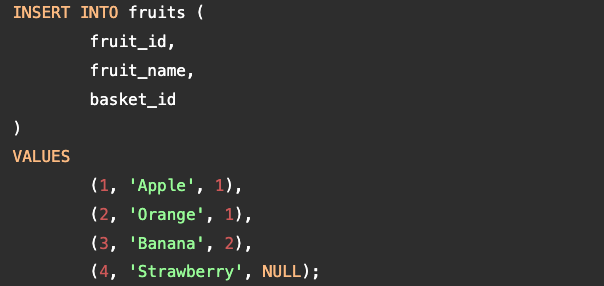 INSERT INTO fruits (
        fruit_id,
        fruit_name,
        basket_id
)
VALUES
        (1, 'Apple', 1),
        (2, 'Orange', 1),
        (3, 'Banana', 2),
        (4, 'Strawberry', NULL);